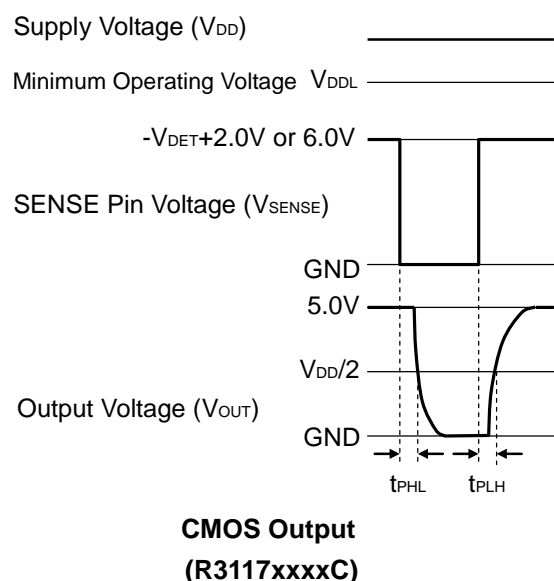 Supply Voltage (VDD)
Minimum Operating Voltage VDDL
-VDET+2.0V or 6.0V
SENSE Pin Voltage (VSENSE)
GND
5.0V
VDD/2
Output Voltage (VOUT)
GND
tPHL tPLH
CMOS Output
(R3117xxxxC)